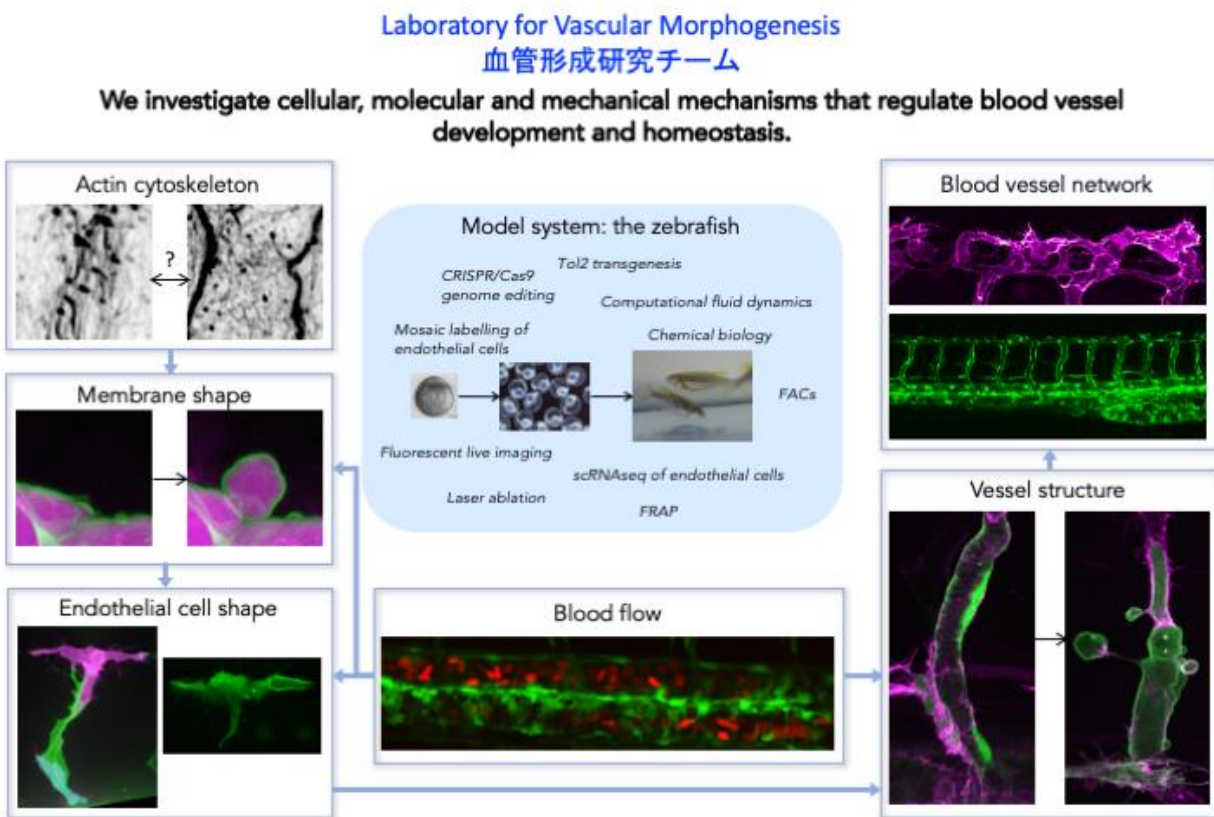 Laboratory for Vascular Morphogenesis
血管形成研究チーム
We investigate cellular, molecular and mechanical mechanisms that regulate blood vessel
development and homeostasis.
Actin cytoskeleton
?
Membrane shape
Endothelial cell shape
Model system: the zebrafish
Tol2 transgenesis
CRISPR/Cas9
genome editing
Computational fluid dynamics
Mosaic labelling of
endothelial cells
Chemical biology
FACs
Fluorescent live imaging
scRNAseq of endothelial cells
Laser ablation
FRAP
Blood flow
Blood vessel network
Vessel structure